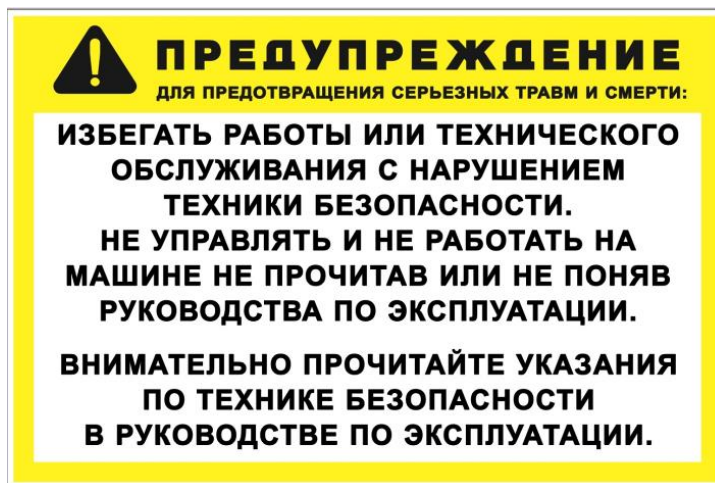 ПРЕДУПРЕЖДЕНИЕ
ДЛЯ ПРЕДОТВРАЩЕНИЯ СЕРЬЕЗНЫХ ТРАВМ И СМЕРТИ:
ИЗБЕГАТЬ РАБОТЫ ИЛИ ТЕХНИЧЕСКОГО
ОБСЛУЖИВАНИЯ С НАРУШЕНИЕМ
ТЕХНИКИ БЕЗОПАСНОСТИ.
НЕ УПРАВЛЯТЬ И НЕ РАБОТАТЬ НА
МАШИНЕ НЕ ПРОЧИТАВ ИЛИ НЕ ПОНЯВ
РУКОВОДСТВА ПО ЭКСПЛУАТАЦИИ.
ВНИМАТЕЛЬНО ПРОЧИТАЙТЕ УКАЗАНИЯ
ПО ТЕХНИКЕ БЕЗОПАСНОСТИ
В РУКОВОДСТВЕ ПО ЭКСПЛУАТАЦИИ.